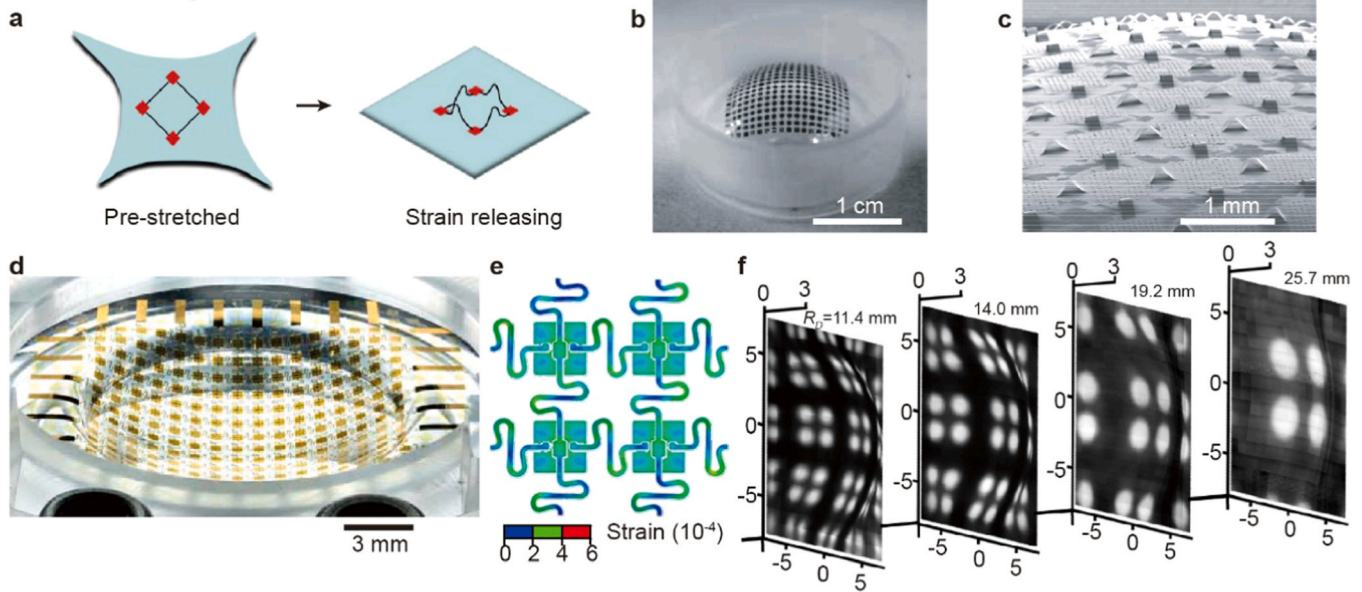 a
Pre-stretched
Strain releasing
b
1 cm
c
1 mm
d
3 mm
e
Strain (10-4)
0 2 4 6
f
0 3
R_D=11.4 mm
5
0
-5
-5 0 5
0 3
14.0 mm
5
0
-5
-5 0 5
0 3
19.2 mm
5
0
-5
-5 0 5
0 3
25.7 mm
5
0
-5
-5 0 5